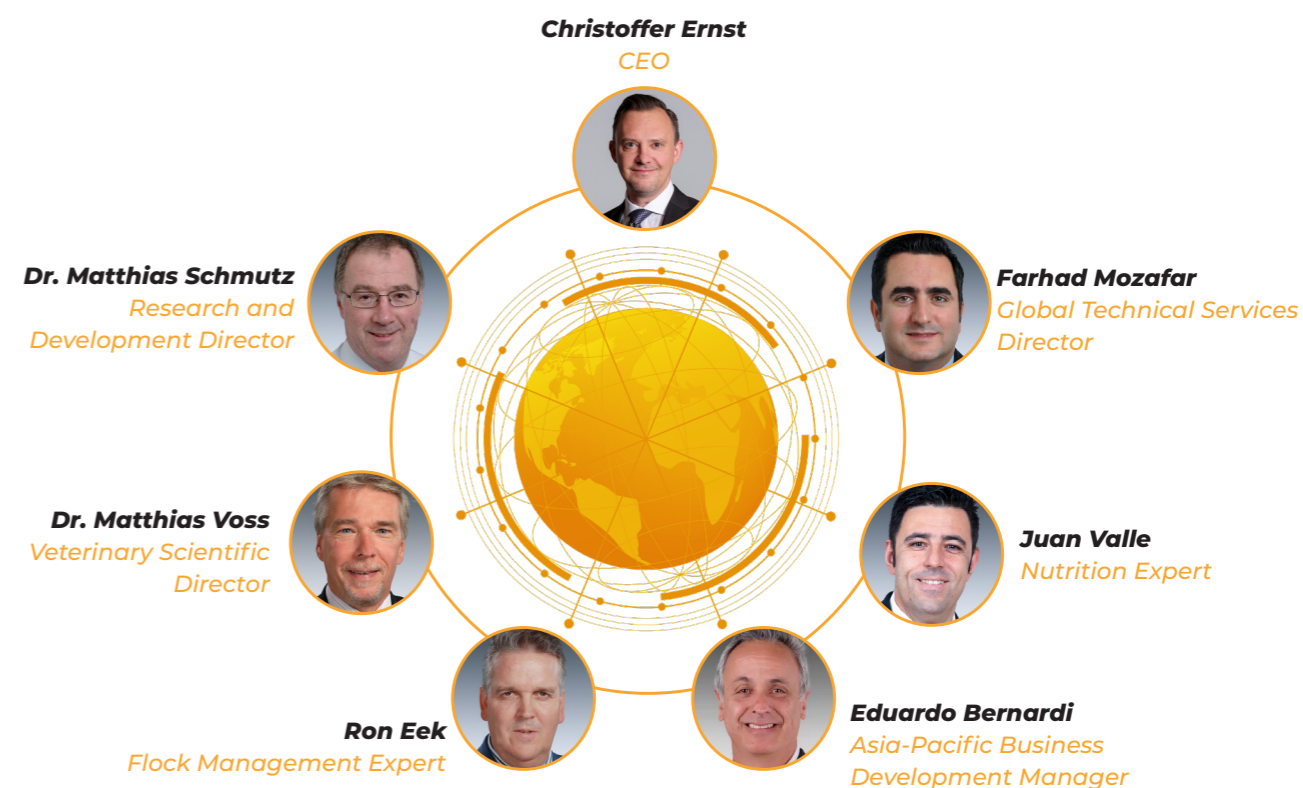 Christoffer Ernst
CEO
Dr. Matthias Schmutz
Research and
Development Director
Farhad Mozafar
Global Technical Services
Director
Dr. Matthias Voss
Veterinary Scientific
Director
Juan Valle
Nutrition Expert
Ron Eek
Flock Management Expert
Eduardo Bernardi
Asia-Pacific Business
Development Manager